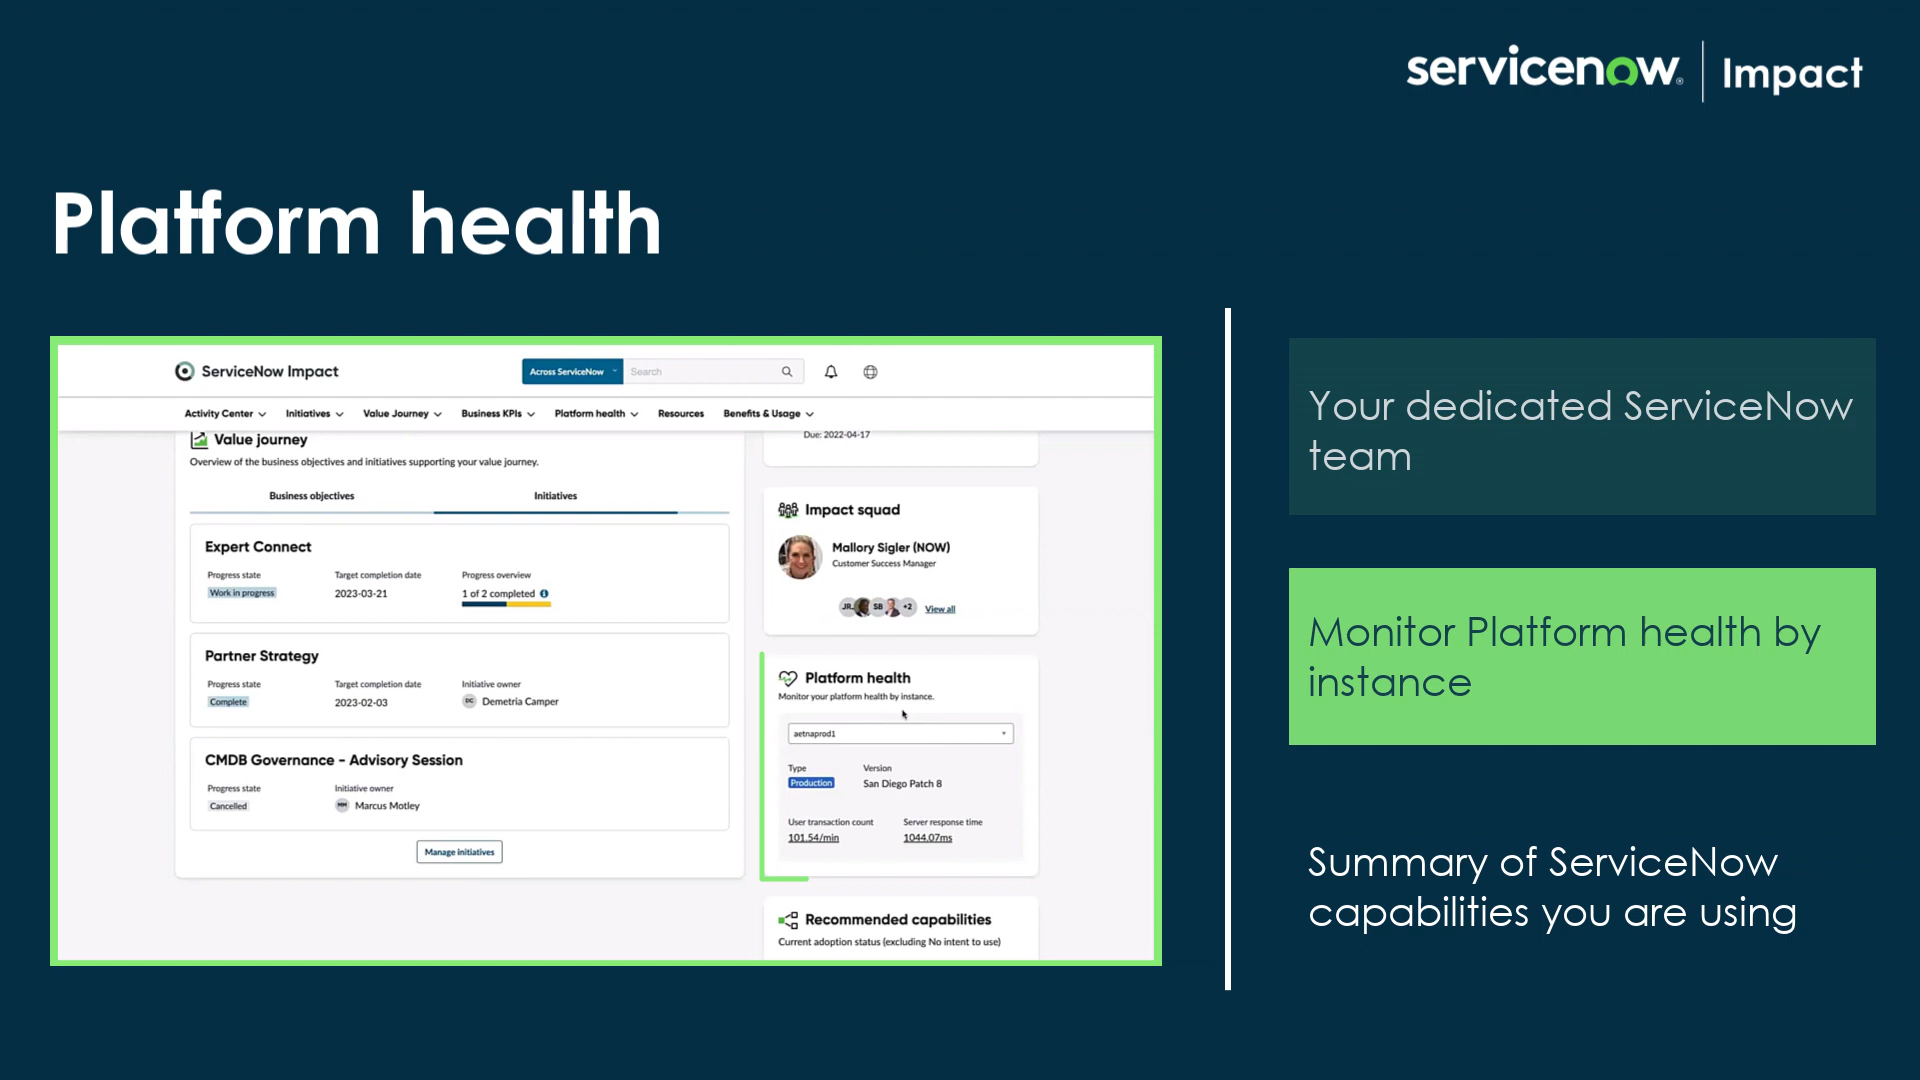 servicenow. | Impact
Platform health
ServiceNow Impact
Across ServiceNow
Search
Activity Center
Initiatives
Value Journey
Business KPIs
Platform health
Resources
Benefits & Usage
Value journey
Overview of the business objectives and initiatives supporting your value journey.
Business objectives
Initiatives
Expert Connect
Progress state
Target completion date
Progress overview
Work in progress
2023-03-21
1 of 2 completed
Partner Strategy
Progress state
Target completion date
Initiative owner
Complete
2023-02-03
DC
Demetria Camper
CMDB Governance - Advisory Session
Progress state
Initiative owner
Cancelled
MM
Marcus Motley
Manage initiatives
Due: 2022-04-17
Impact squad
Mallory Sigler (NOW)
Customer Success Manager
JR
SB
+2
View all
Platform health
Monitor your platform health by instance.
aetnaprod1
Type
Version
Production
San Diego Patch 8
User transaction count
Server response time
101.54/min
1044.07ms
Recommended capabilities
Current adoption status (excluding No intent to use)
Your dedicated ServiceNow
team
Monitor Platform health by
instance
Summary of ServiceNow
capabilities you are using